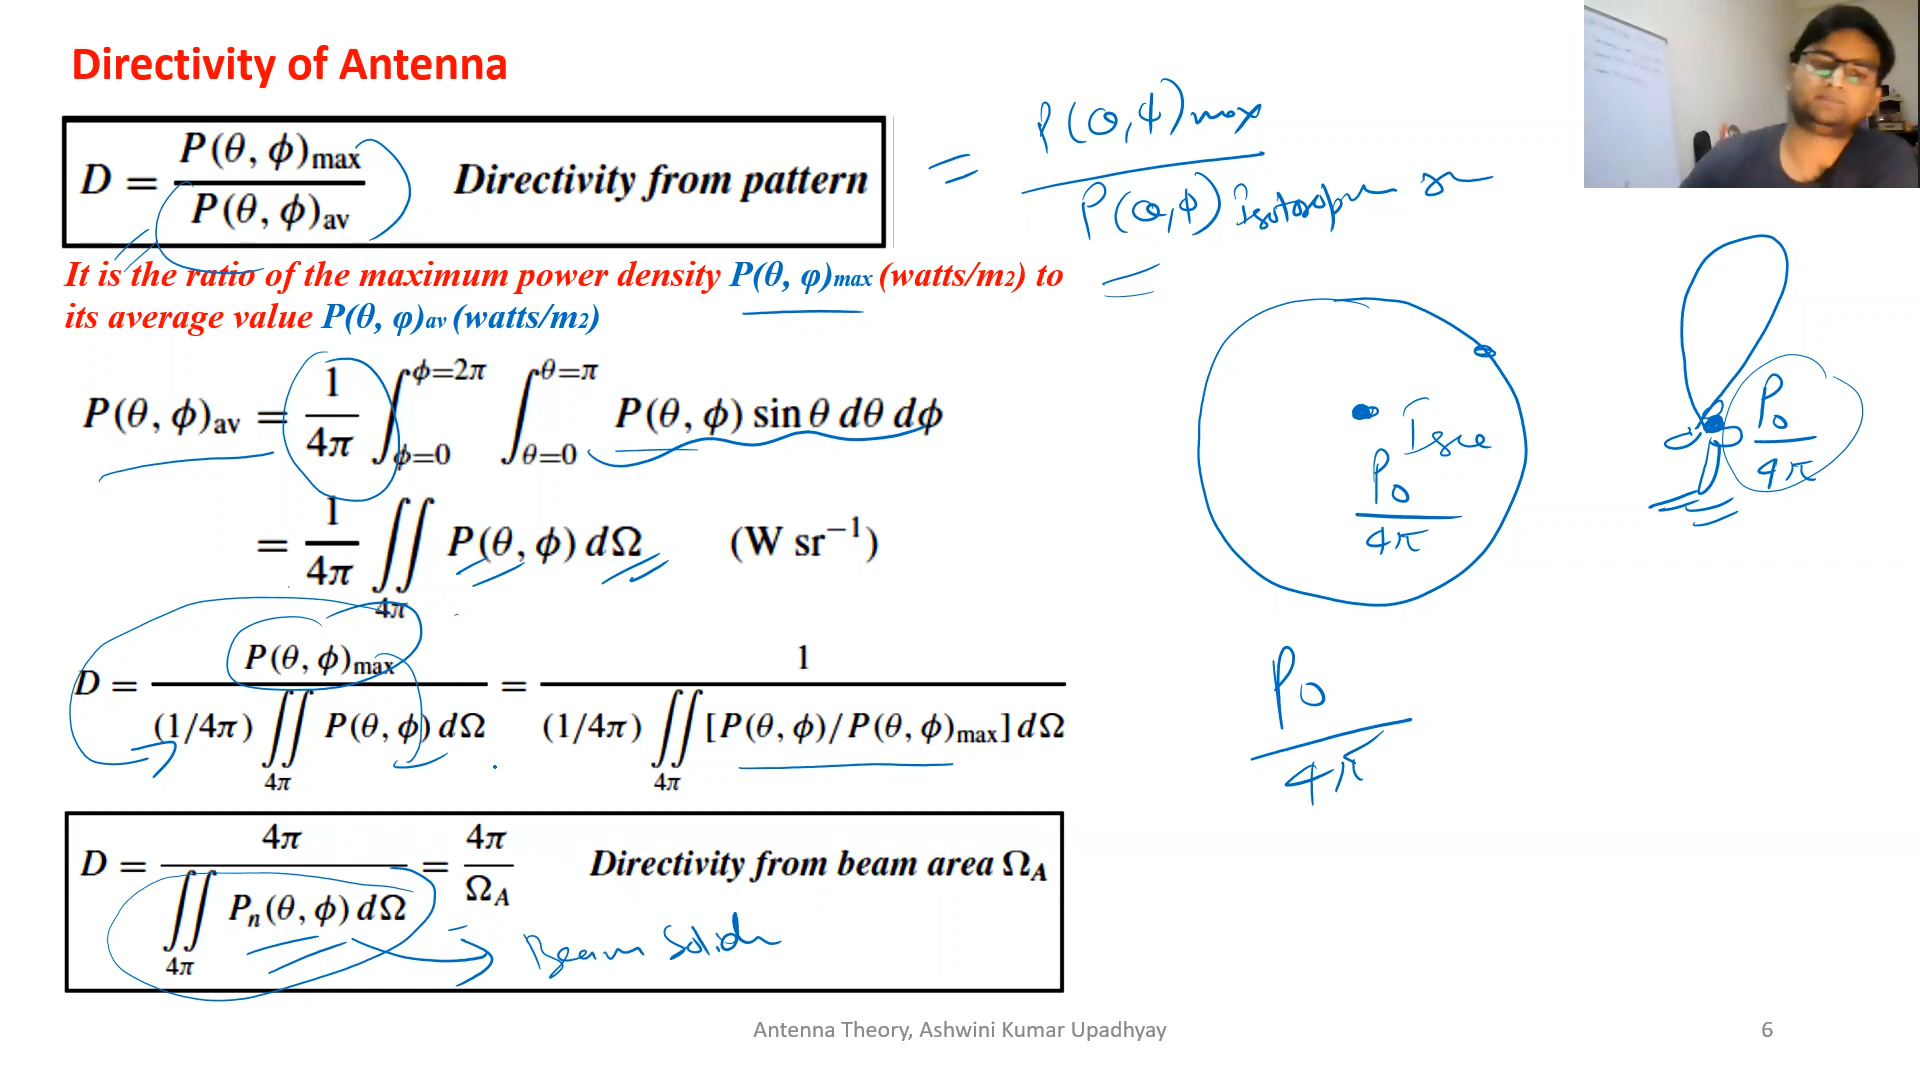 Directivity of Antenna
D = P(θ, ϕ)max / P(θ, ϕ)av Directivity from pattern
= P(θ, ϕ)max / P(θ, ϕ)
It is the ratio of the maximum power density P(θ, φ)max (watts/m2) to
its average value P(θ, φ)av (watts/m2)
P(θ, ϕ)av = 1/4π ∫ϕ=0^ϕ=2π ∫θ=0^θ=π P(θ, ϕ) sin θ dθ dϕ
= 1/4π ∬4π P(θ, ϕ) dΩ (W sr⁻¹)
D = P(θ, ϕ)max / (1/4π) ∬4π P(θ, ϕ) dΩ = 1 / (1/4π) ∬4π [P(θ, ϕ)/P(θ, ϕ)max] dΩ
D = 4π / ∬4π Pn(θ, ϕ) dΩ = 4π / ΩA Directivity from beam area ΩA
Beam Solid
P0 / 4π
P0 / 4π
P0 / 4π
Antenna Theory, Ashwini Kumar Upadhyay
6